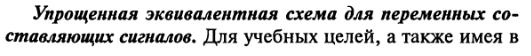 Упрощенная эквивалентная схема для переменных со-
ставляющих сигналов. Для учебных целей, а также имея в